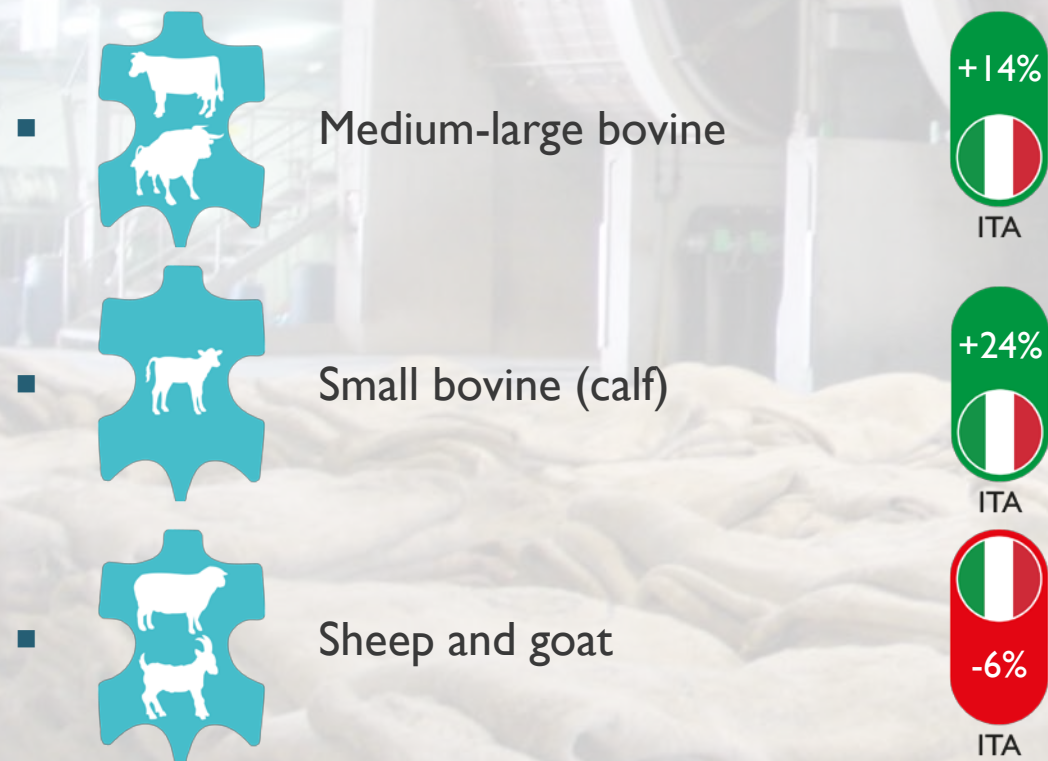 Medium-large bovine
+14%
ITA
Small bovine (calf)
+24%
ITA
Sheep and goat
-6%
ITA